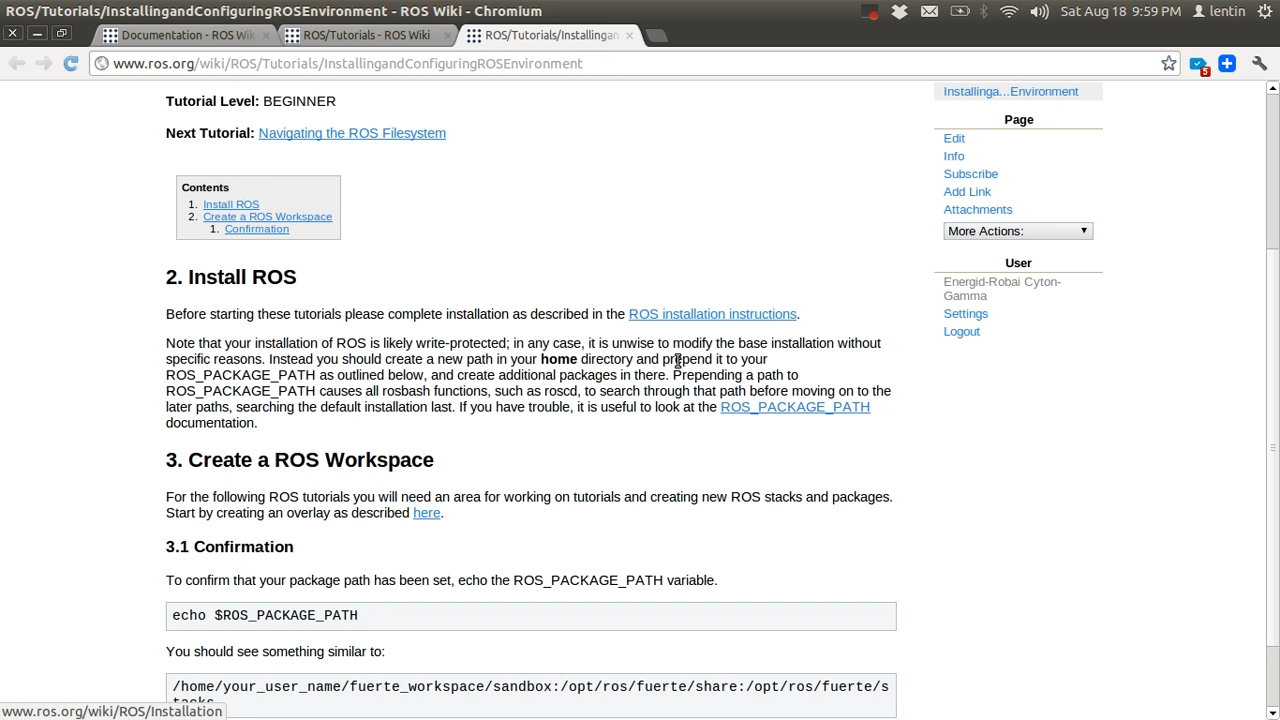 ROS/Tutorials/InstallingandConfiguringROSEnvironment - ROS Wiki - Chromium
Sat Aug 18 9:59 PM lentin
Documentation - ROS Wik
ROS/Tutorials - ROS Wiki
ROS/Tutorials/Installingan
www.ros.org/wiki/ROS/Tutorials/InstallingandConfiguringROSEnvironment
5
Tutorial Level: BEGINNER
Next Tutorial: Navigating the ROS Filesystem
Contents
1. Install ROS
2. Create a ROS Workspace
1. Confirmation
2. Install ROS
Before starting these tutorials please complete installation as described in the ROS installation instructions.
Note that your installation of ROS is likely write-protected; in any case, it is unwise to modify the base installation without
specific reasons. Instead you should create a new path in your home directory and prepend it to your
ROS_PACKAGE_PATH as outlined below, and create additional packages in there. Prepending a path to
ROS_PACKAGE_PATH causes all rosbash functions, such as roscd, to search through that path before moving on to the
later paths, searching the default installation last. If you have trouble, it is useful to look at the ROS_PACKAGE_PATH
documentation.
3. Create a ROS Workspace
For the following ROS tutorials you will need an area for working on tutorials and creating new ROS stacks and packages.
Start by creating an overlay as described here.
3.1 Confirmation
To confirm that your package path has been set, echo the ROS_PACKAGE_PATH variable.
echo $ROS_PACKAGE_PATH
You should see something similar to:
/home/your_user_name/fuerte_workspace/sandbox:/opt/ros/fuerte/share:/opt/ros/fuerte/s
tacks
www.ros.org/wiki/ROS/Installation
Installinga...Environment
Page
Edit
Info
Subscribe
Add Link
Attachments
More Actions:
User
Energid-Robai Cyton-
Gamma
Settings
Logout